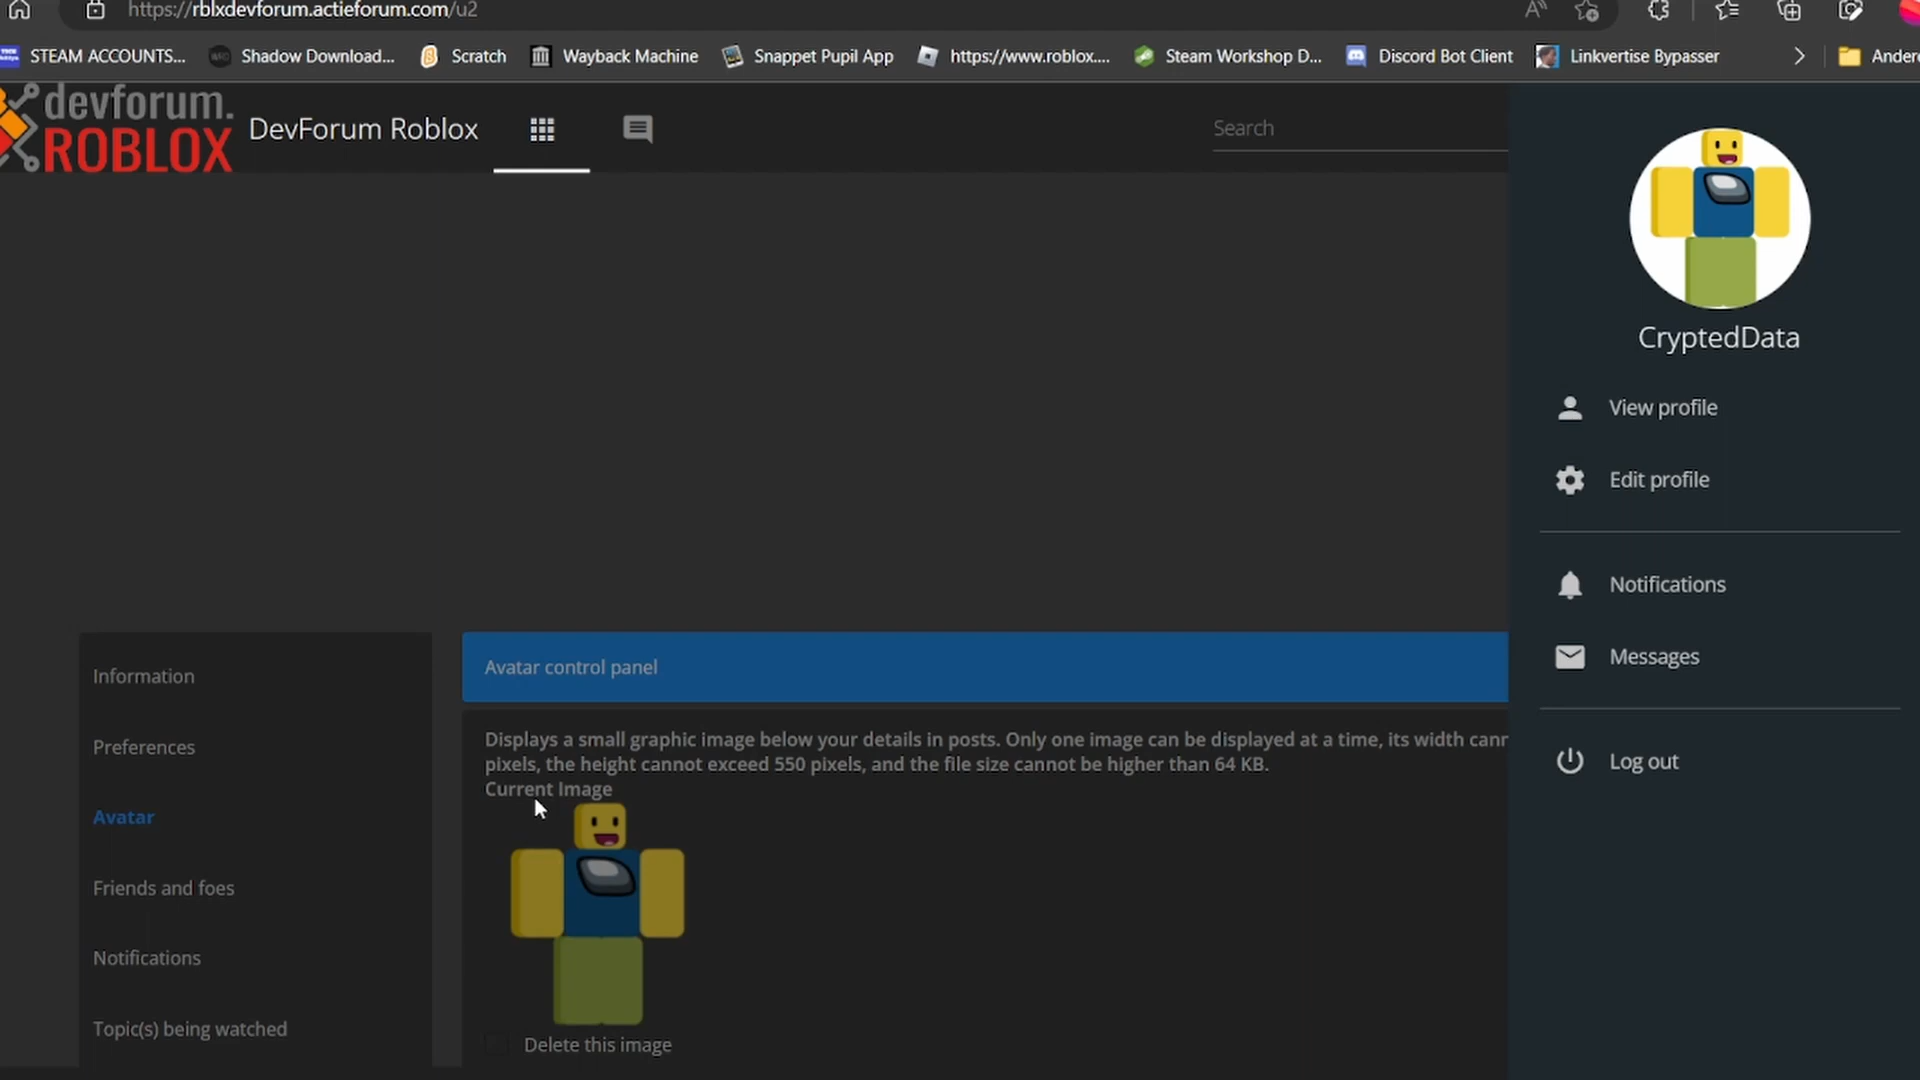 https://rblxdevforum.actieforum.com/u2
STEAM ACCOUNTS... Shadow Download... Scratch Wayback Machine Snappet Pupil App https://www.roblox.... Steam Workshop D... Discord Bot Client Linkvertise Bypasser Andere
devforum.
ROBLOX
DevForum Roblox
Search
CryptedData
View profile
Edit profile
Notifications
Messages
Log out
Information
Preferences
Avatar
Friends and foes
Notifications
Topic(s) being watched
Avatar control panel
Displays a small graphic image below your details in posts. Only one image can be displayed at a time, its width
pixels, the height cannot exceed 550 pixels, and the file size cannot be higher than 64 KB.
Current Image
Delete this image